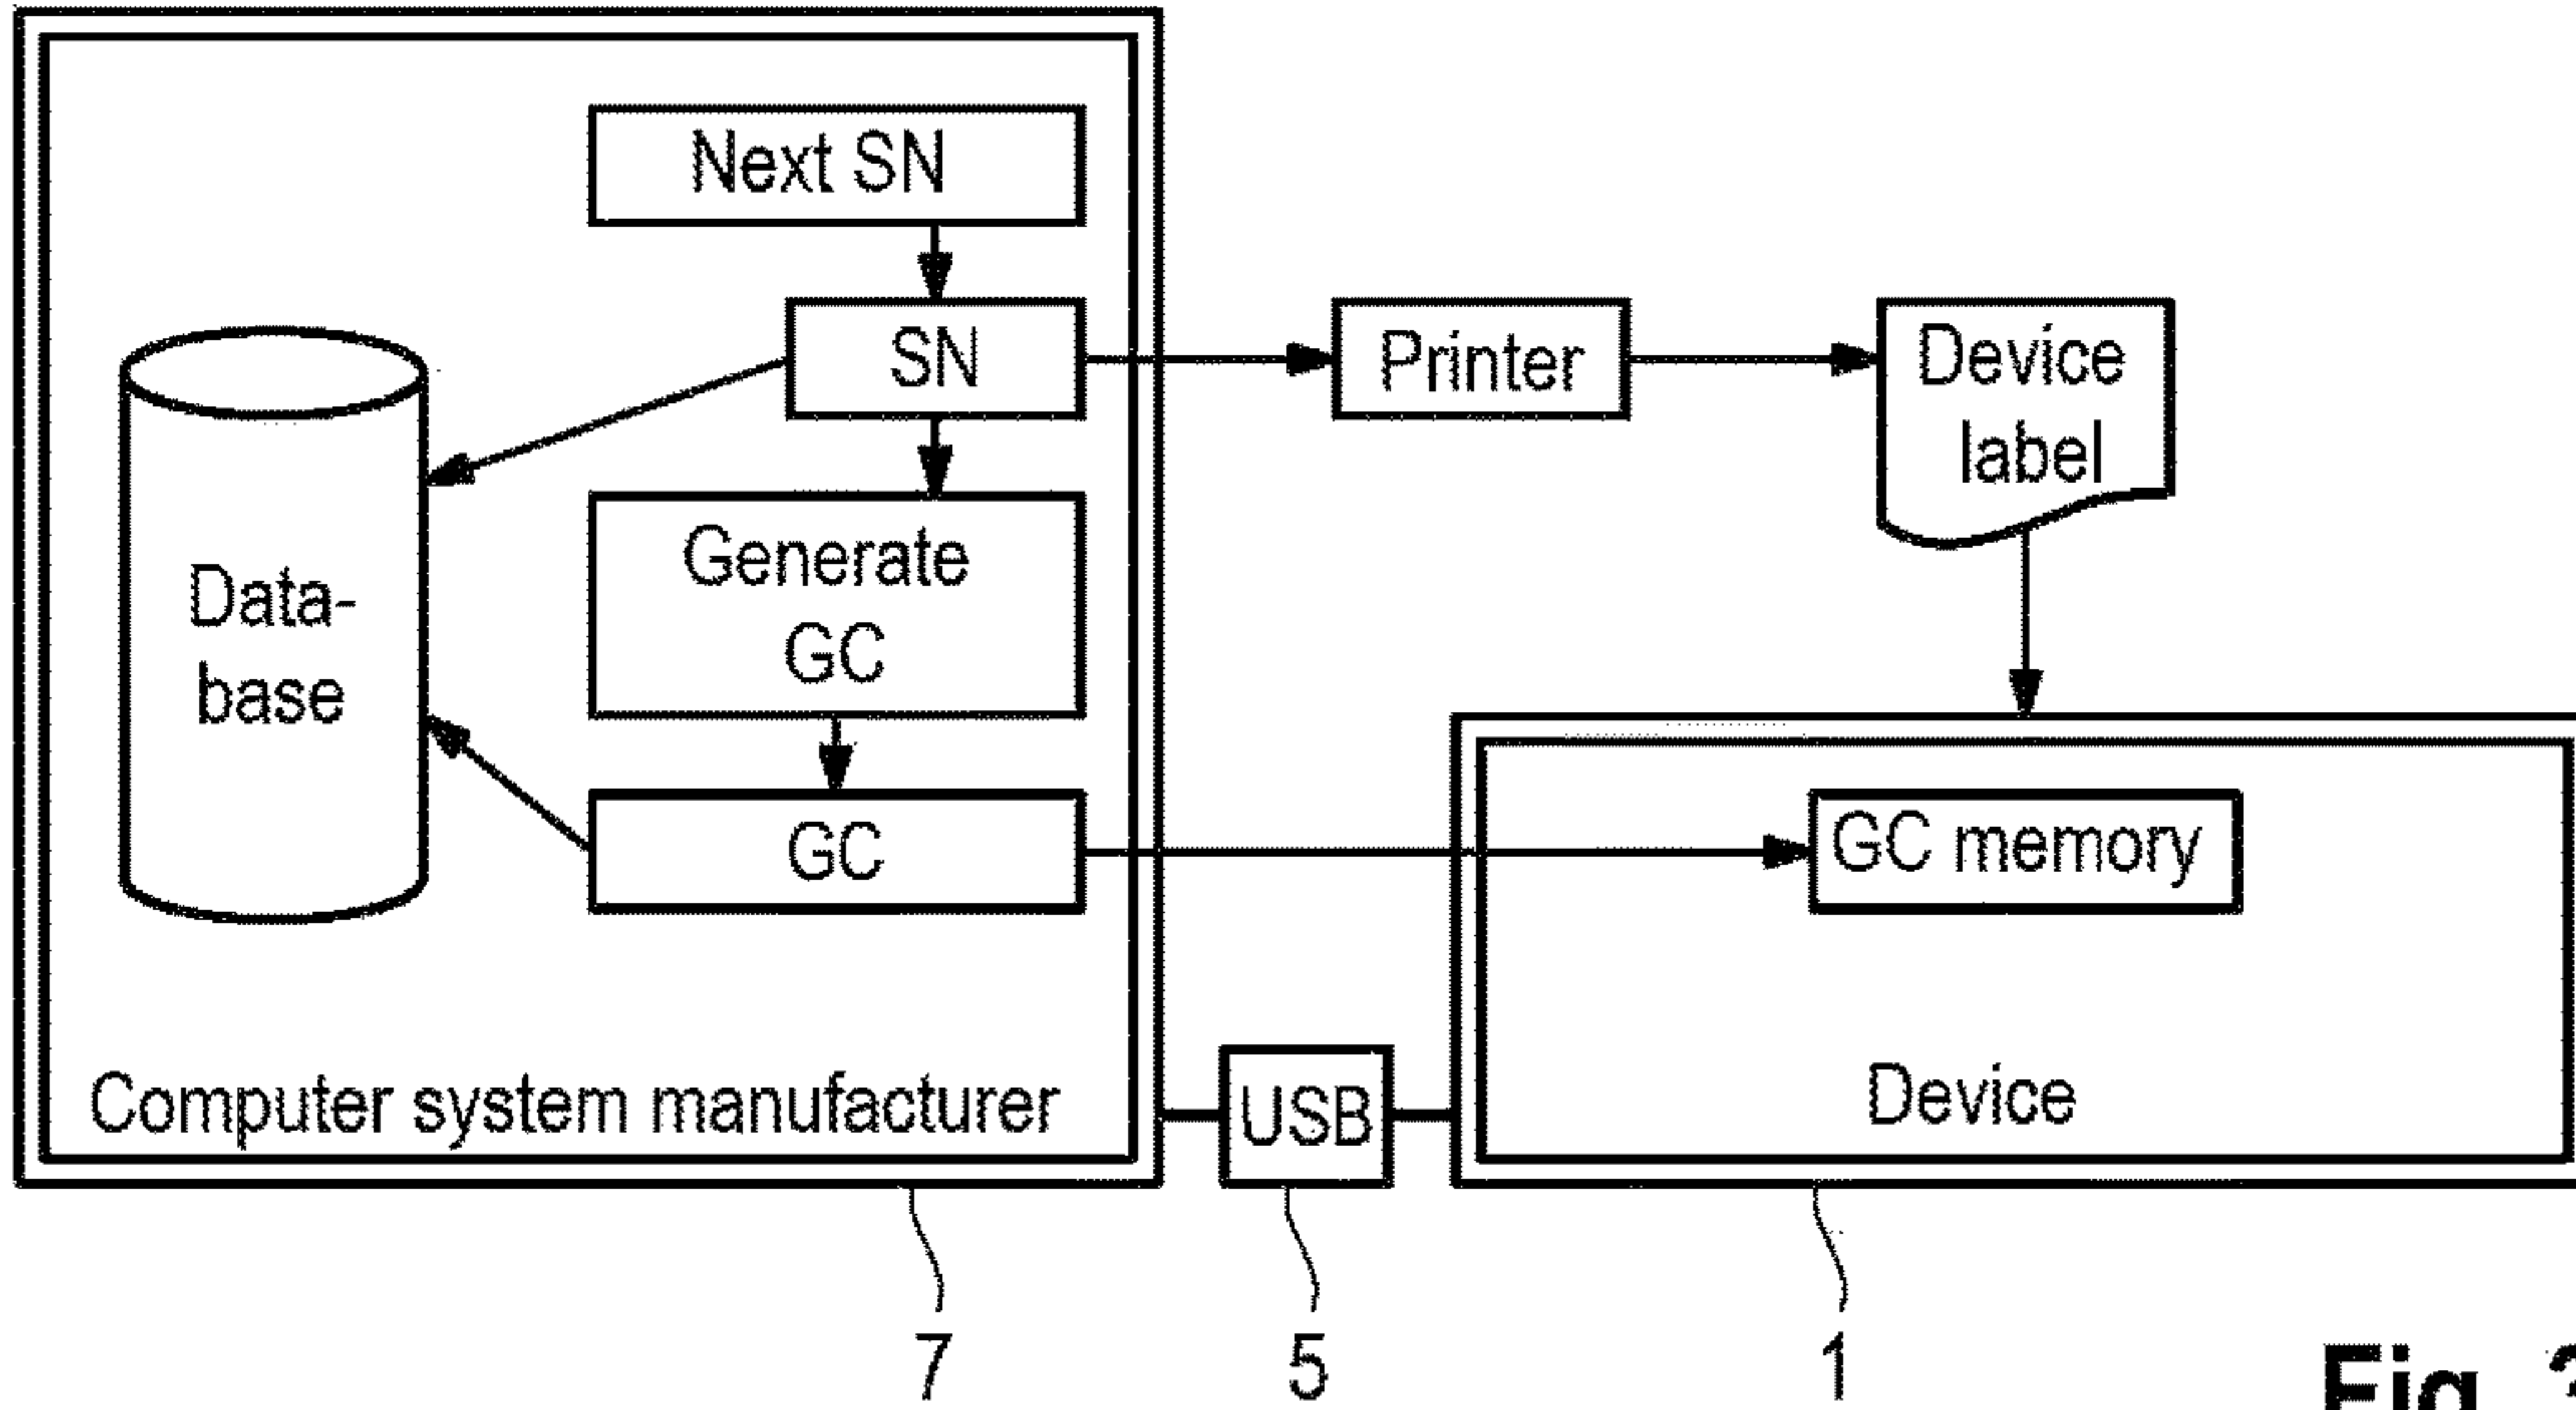 Next SN
SN
Printer
Device
label
Generate
GC
Data-
base
GC
GC memory
Computer system manufacturer
USB
Device
7
5
1
Fig.